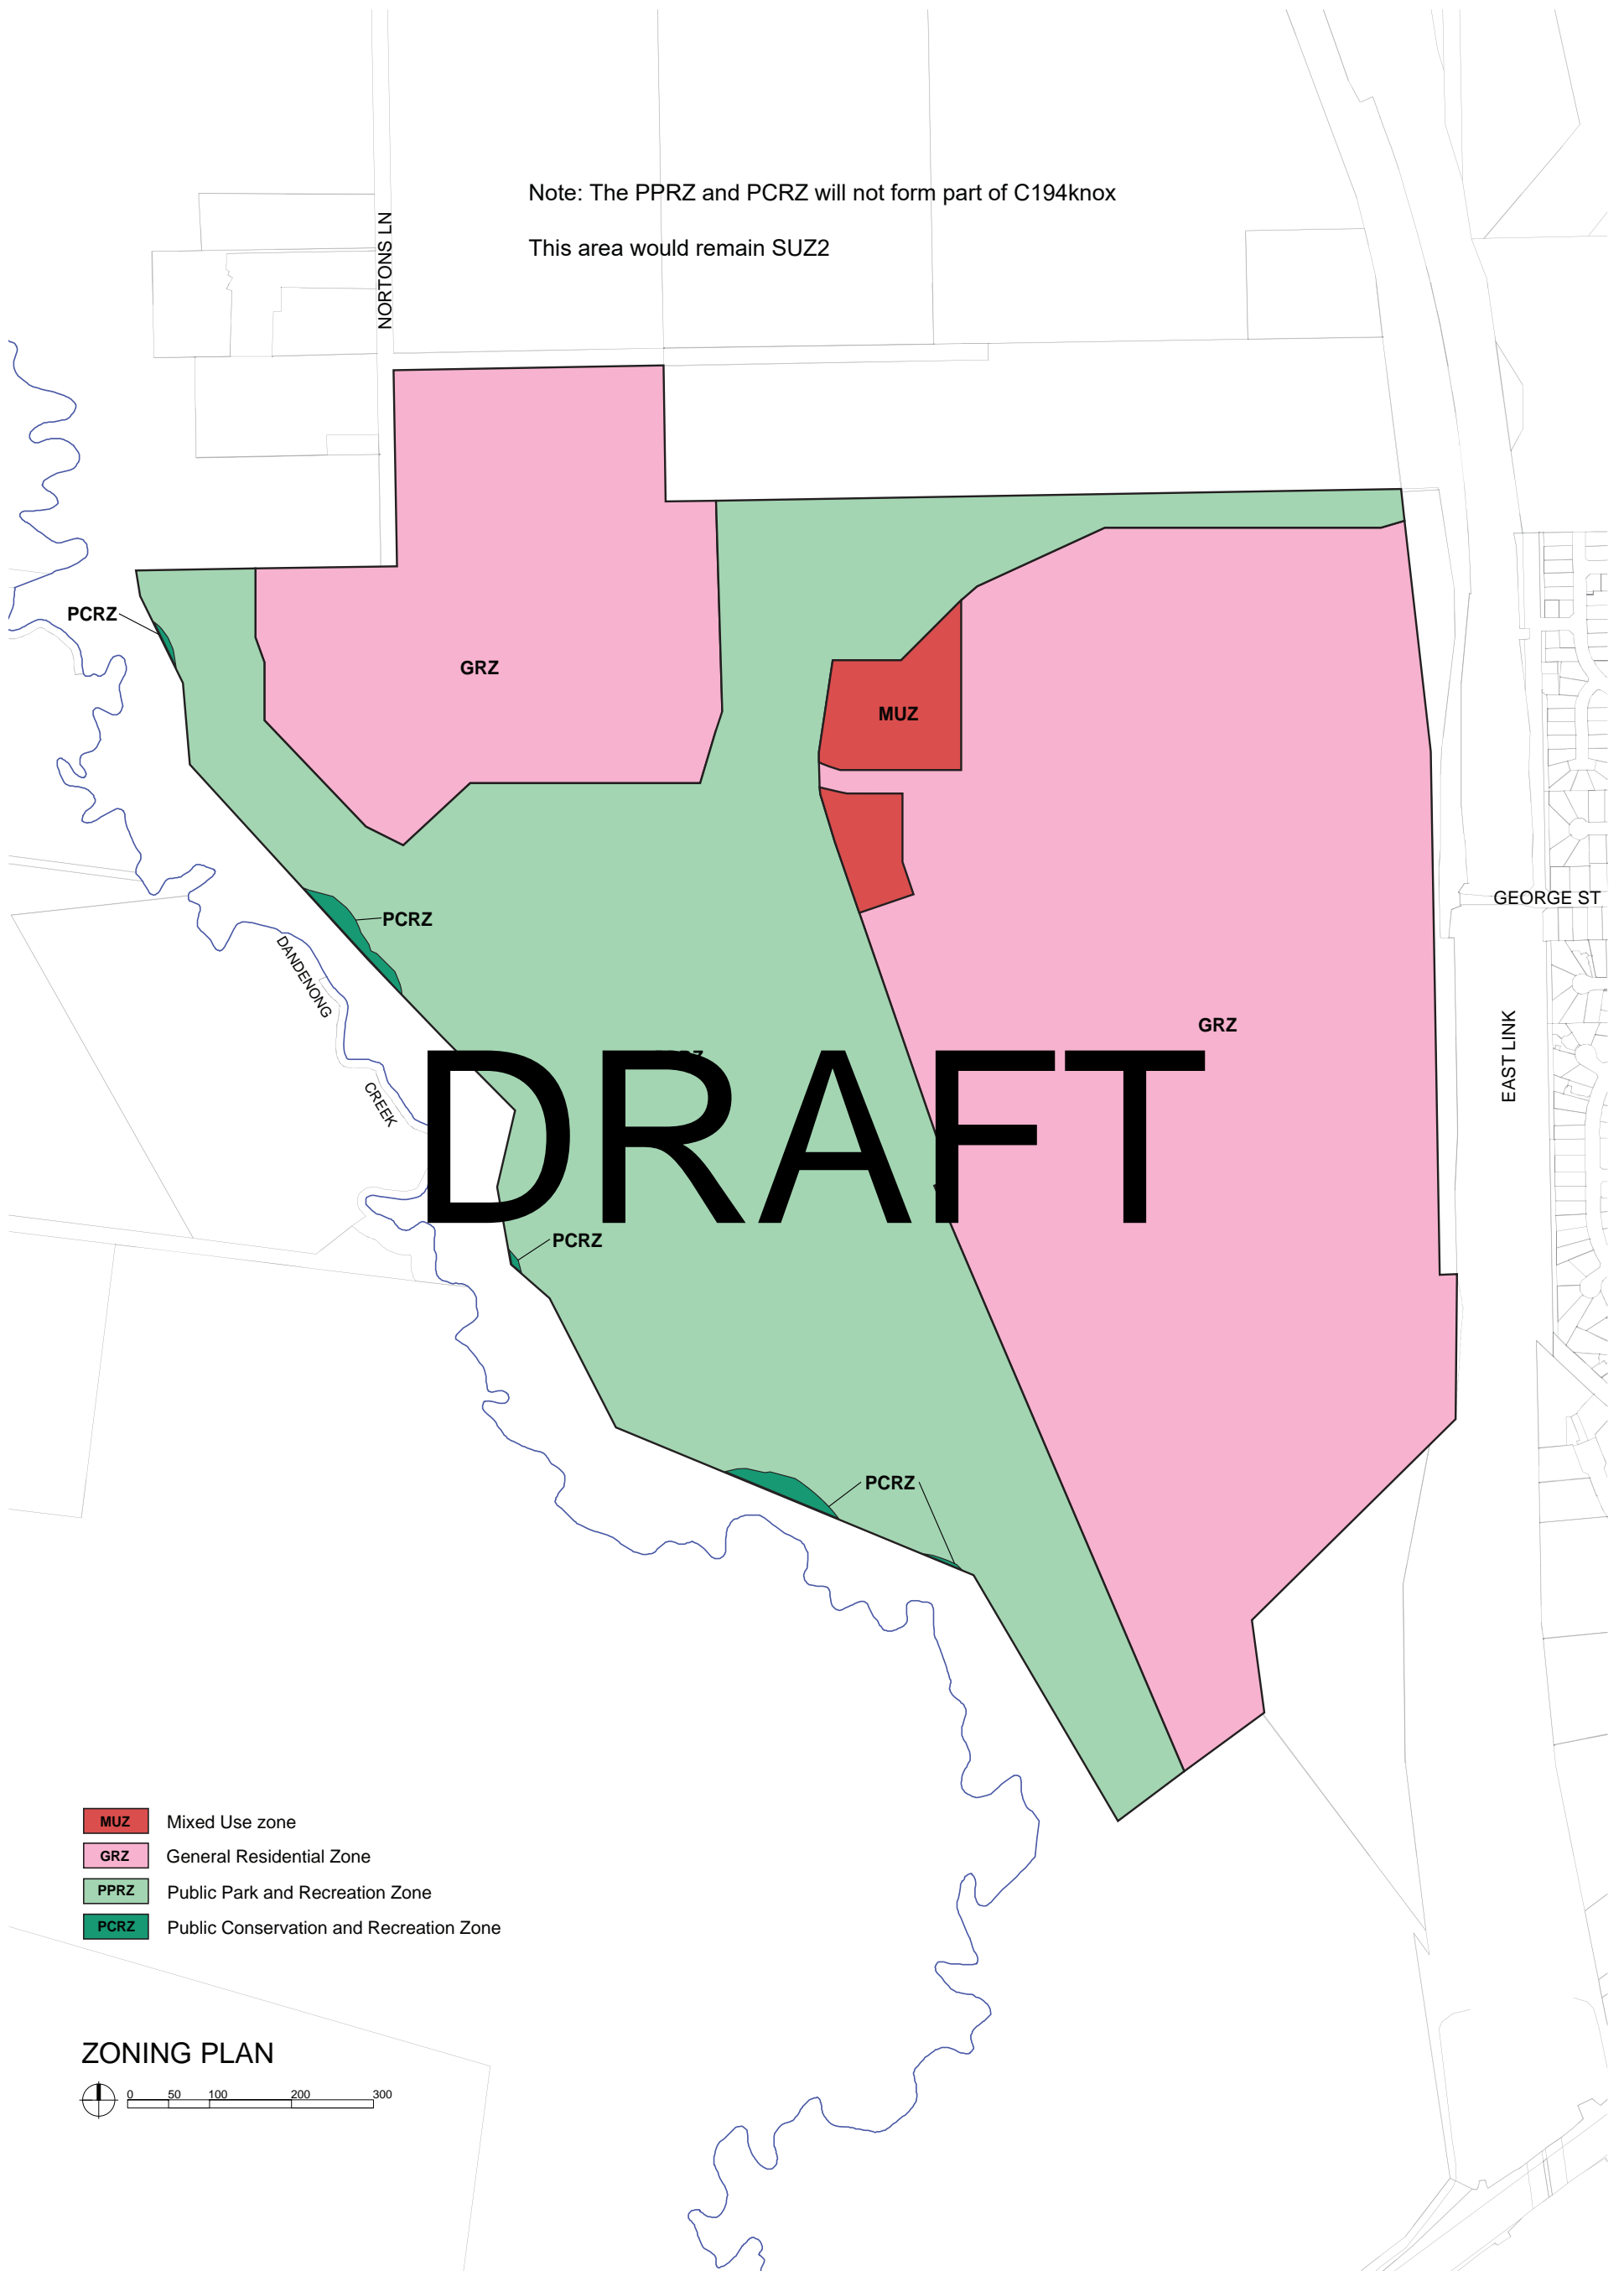 Note: The PPRZ and PCRZ will not form part of C194knox
This area would remain SUZ2
NORTONS LN
PCRZ
GRZ
MUZ
PCRZ
GEORGE ST
DANDENONG
CREEK
GRZ
EAST LINK
DRAFT
PCRZ
PCRZ
MUZ Mixed Use zone
GRZ General Residential Zone
PPRZ Public Park and Recreation Zone
PCRZ Public Conservation and Recreation Zone
ZONING PLAN
0 50 100 200 300